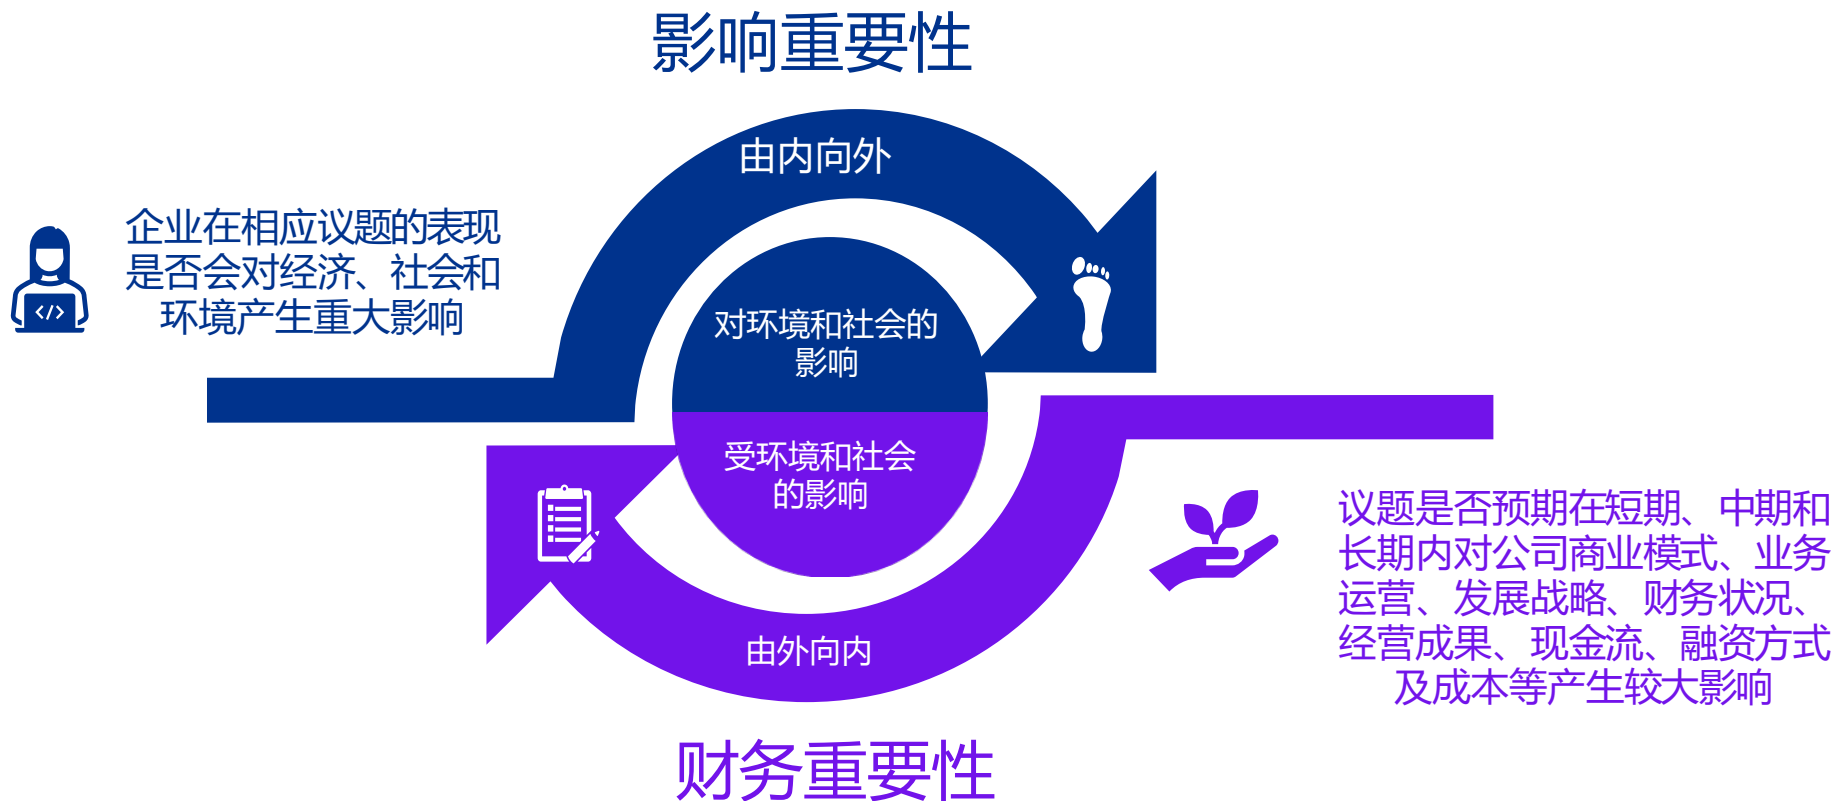 影响重要性
由内向外
企业在相应议题的表现
是否会对经济、社会和
环境产生重大影响
对环境和社会的
影响
受环境和社会
的影响
议题是否预期在短期、中期和
长期内对公司商业模式、业务
运营、发展战略、财务状况、
经营成果、现金流、融资方式
及成本等产生较大影响
由外向内
财务重要性